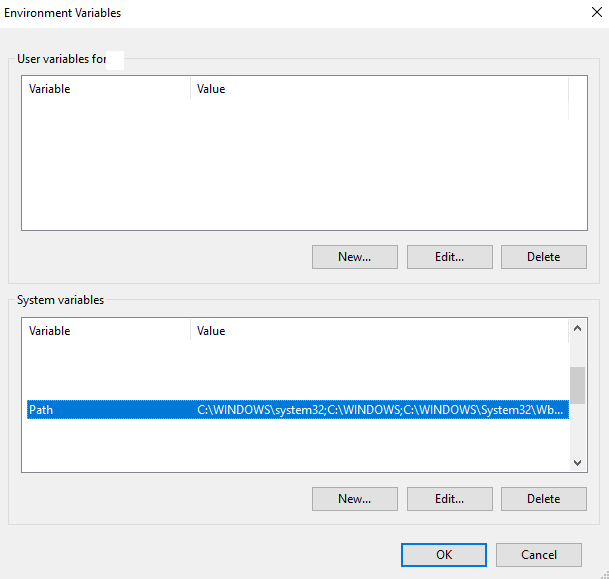 Environment Variables
User variables for
Variable Value
New... Edit... Delete
System variables
Variable Value
Path C:\WINDOWS\system32;C:\WINDOWS;C:\WINDOWS\System32\Wb...
New... Edit... Delete
OK Cancel